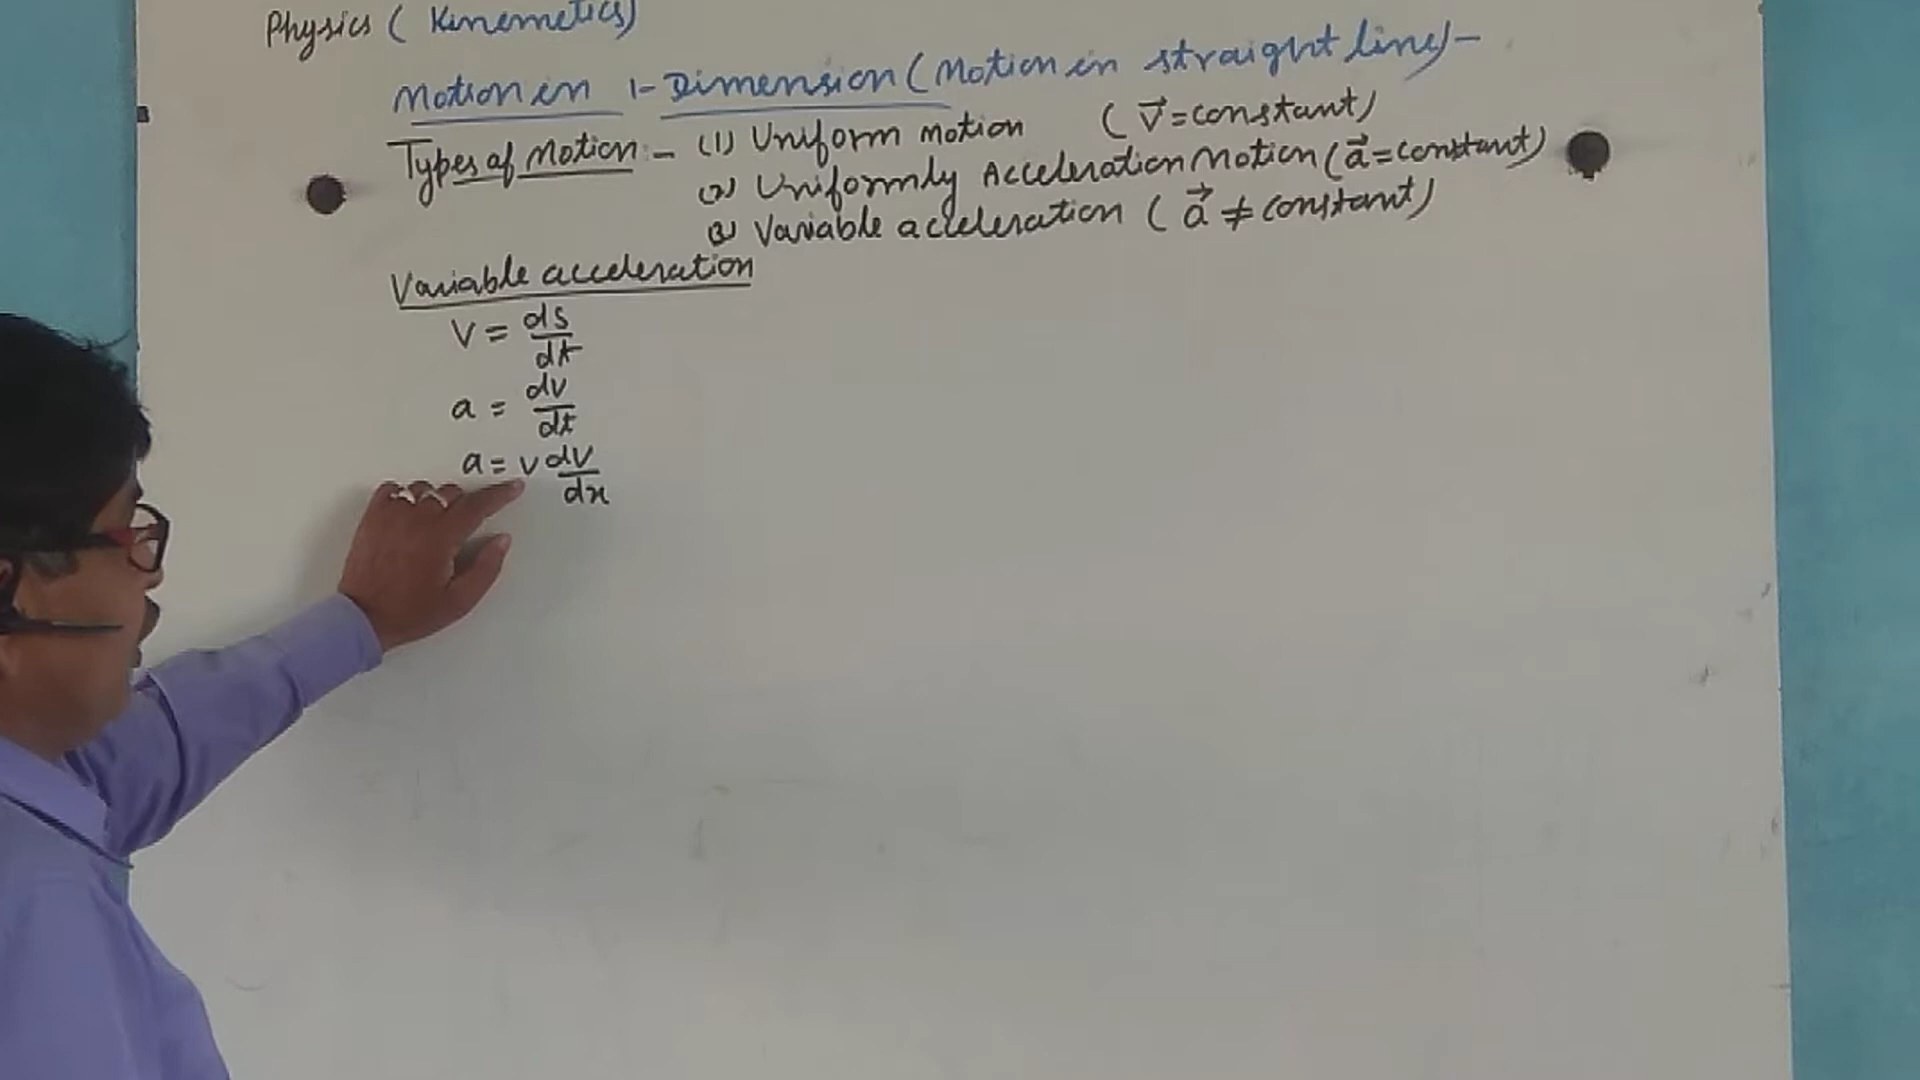 Physics ( Kinemetics)
Motion in 1-Dimension (Motion in straight line)-
Types of Motion:- (1) Uniform motion ( v⃗=constant)
(2) Uniformly Acceleration Motion (a⃗=constant)
(3) Variable acceleration ( a⃗ ≠ constant)
Variable acceleration
V = ds/dt
a = dv/dt
a = v dv/dx